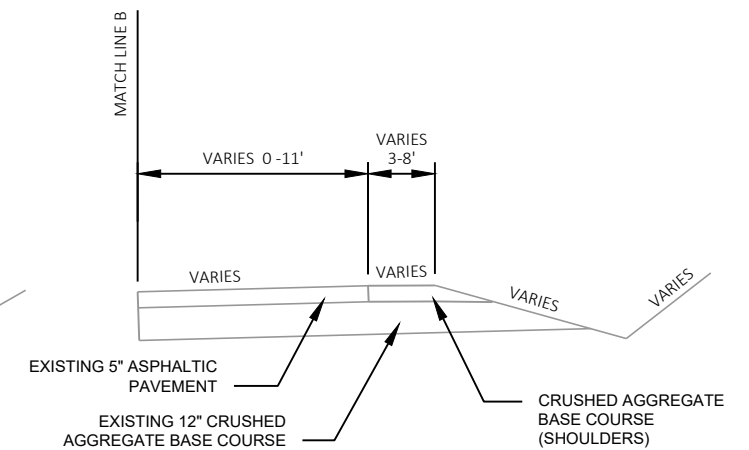 MATCH LINE B
VARIES 0 -11'
VARIES
3-8'
VARIES
VARIES
VARIES
VARIES
EXISTING 5" ASPHALTIC
PAVEMENT
EXISTING 12" CRUSHED
AGGREGATE BASE COURSE
CRUSHED AGGREGATE
BASE COURSE
(SHOULDERS)